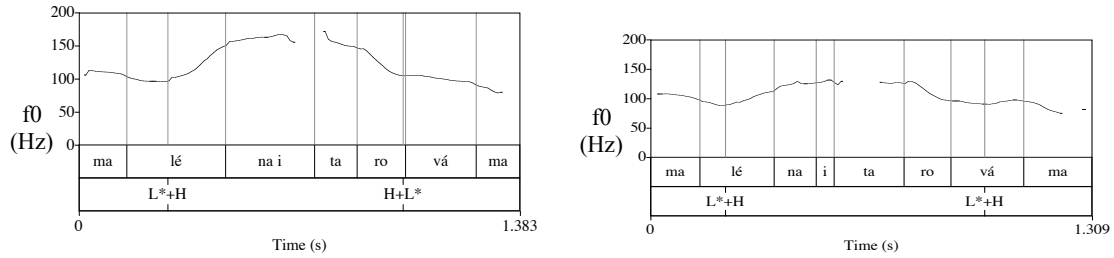 200
150
100
50
0
f0
(Hz)
ma lé na i ta ro vá ma
L*+H H+L*
0 1.383
Time (s)
200
150
100
50
0
f0
(Hz)
ma lé na i ta ro vá ma
L*+H L*+H
0 1.309
Time (s)